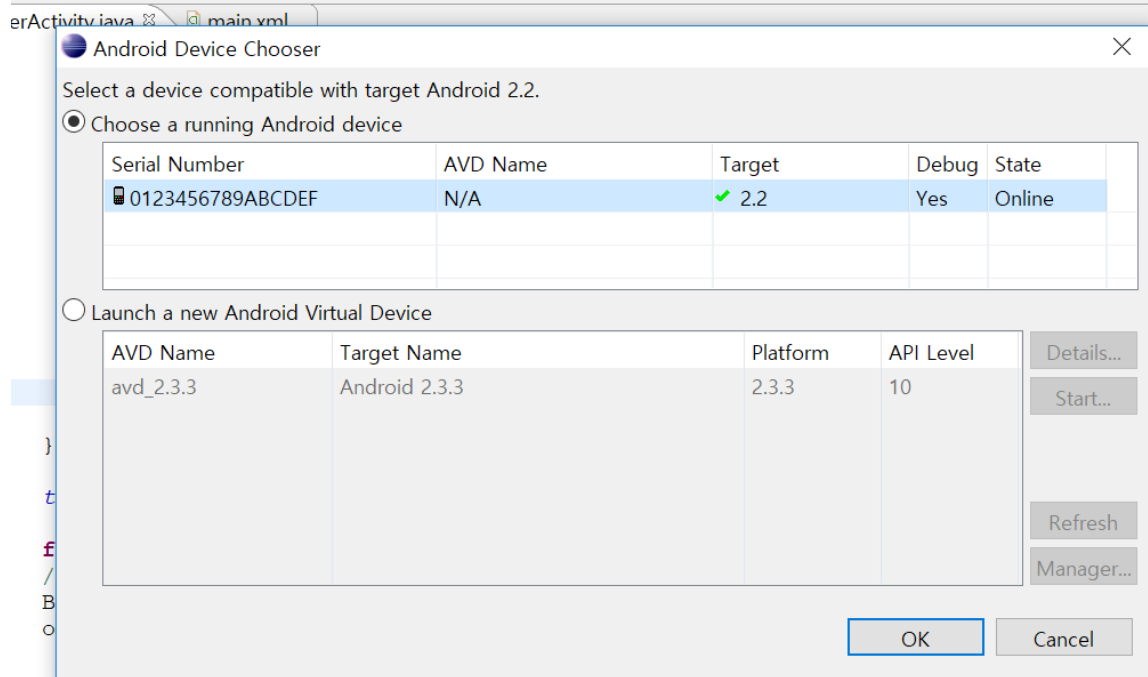 erActivity.java main.xml
Android Device Chooser
Select a device compatible with target Android 2.2.
Choose a running Android device
Serial Number AVD Name Target Debug State
0123456789ABCDEF N/A 2.2 Yes Online
Launch a new Android Virtual Device
AVD Name Target Name Platform API Level Details...
avd_2.3.3 Android 2.3.3 2.3.3 10 Start...
}
t
Refresh
f
/
Manager...
B
o
OK Cancel